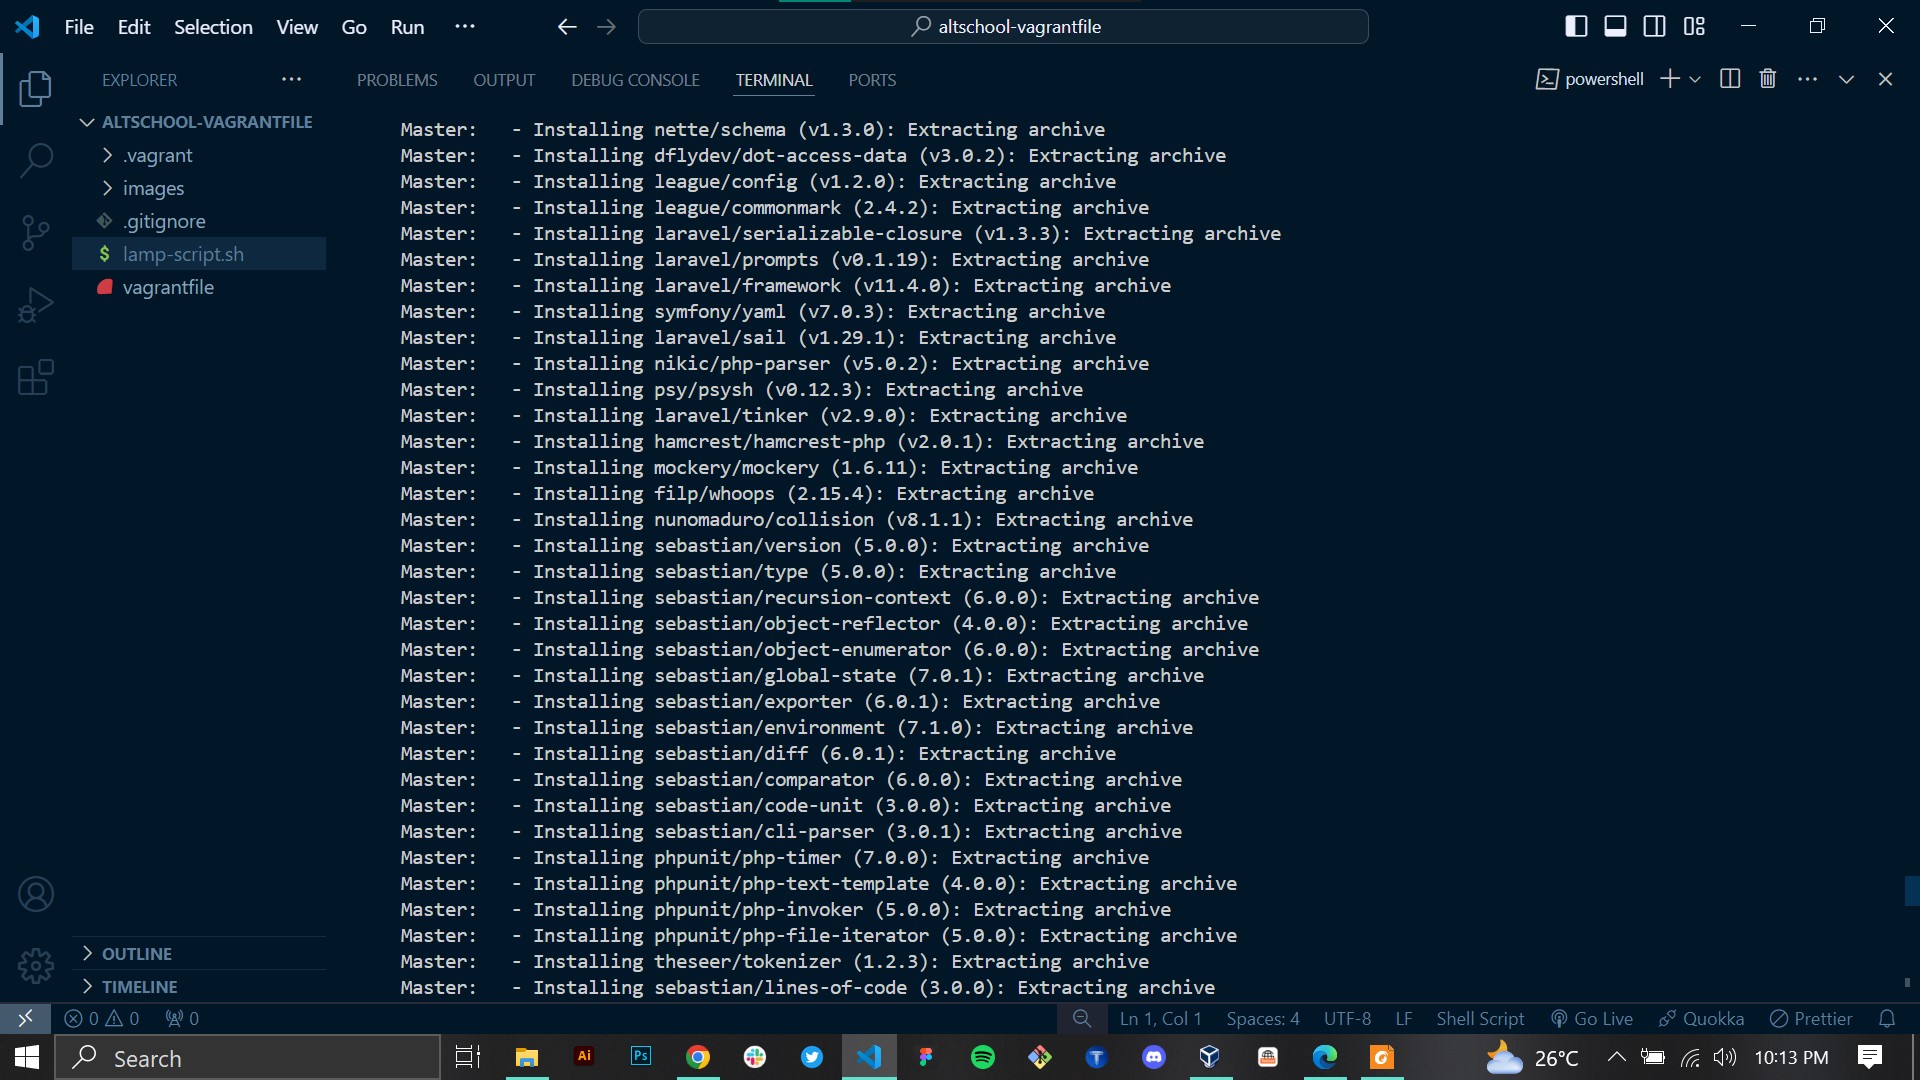 File Edit Selection View Go Run ··· altschool-vagrantfile
EXPLORER ···
PROBLEMS OUTPUT DEBUG CONSOLE TERMINAL PORTS
powershell
ALTSCHOOL-VAGRANTFILE
.vagrant
images
.gitignore
$ lamp-script.sh
vagrantfile
Master:   - Installing nette/schema (v1.3.0): Extracting archive
Master:   - Installing dflydev/dot-access-data (v3.0.2): Extracting archive
Master:   - Installing league/config (v1.2.0): Extracting archive
Master:   - Installing league/commonmark (2.4.2): Extracting archive
Master:   - Installing laravel/serializable-closure (v1.3.3): Extracting archive
Master:   - Installing laravel/prompts (v0.1.19): Extracting archive
Master:   - Installing laravel/framework (v11.4.0): Extracting archive
Master:   - Installing symfony/yaml (v7.0.3): Extracting archive
Master:   - Installing laravel/sail (v1.29.1): Extracting archive
Master:   - Installing nikic/php-parser (v5.0.2): Extracting archive
Master:   - Installing psy/psysh (v0.12.3): Extracting archive
Master:   - Installing laravel/tinker (v2.9.0): Extracting archive
Master:   - Installing hamcrest/hamcrest-php (v2.0.1): Extracting archive
Master:   - Installing mockery/mockery (1.6.11): Extracting archive
Master:   - Installing filp/whoops (2.15.4): Extracting archive
Master:   - Installing nunomaduro/collision (v8.1.1): Extracting archive
Master:   - Installing sebastian/version (5.0.0): Extracting archive
Master:   - Installing sebastian/type (5.0.0): Extracting archive
Master:   - Installing sebastian/recursion-context (6.0.0): Extracting archive
Master:   - Installing sebastian/object-reflector (4.0.0): Extracting archive
Master:   - Installing sebastian/object-enumerator (6.0.0): Extracting archive
Master:   - Installing sebastian/global-state (7.0.1): Extracting archive
Master:   - Installing sebastian/exporter (6.0.1): Extracting archive
Master:   - Installing sebastian/environment (7.1.0): Extracting archive
Master:   - Installing sebastian/diff (6.0.1): Extracting archive
Master:   - Installing sebastian/comparator (6.0.0): Extracting archive
Master:   - Installing sebastian/code-unit (3.0.0): Extracting archive
Master:   - Installing sebastian/cli-parser (3.0.1): Extracting archive
Master:   - Installing phpunit/php-timer (7.0.0): Extracting archive
Master:   - Installing phpunit/php-text-template (4.0.0): Extracting archive
Master:   - Installing phpunit/php-invoker (5.0.0): Extracting archive
Master:   - Installing phpunit/php-file-iterator (5.0.0): Extracting archive
Master:   - Installing theseer/tokenizer (1.2.3): Extracting archive
Master:   - Installing sebastian/lines-of-code (3.0.0): Extracting archive
OUTLINE
TIMELINE
0 0 0 Ln 1, Col 1 Spaces: 4 UTF-8 LF Shell Script Go Live Quokka Prettier
Search Ai Ps T 26°C 10:13 PM